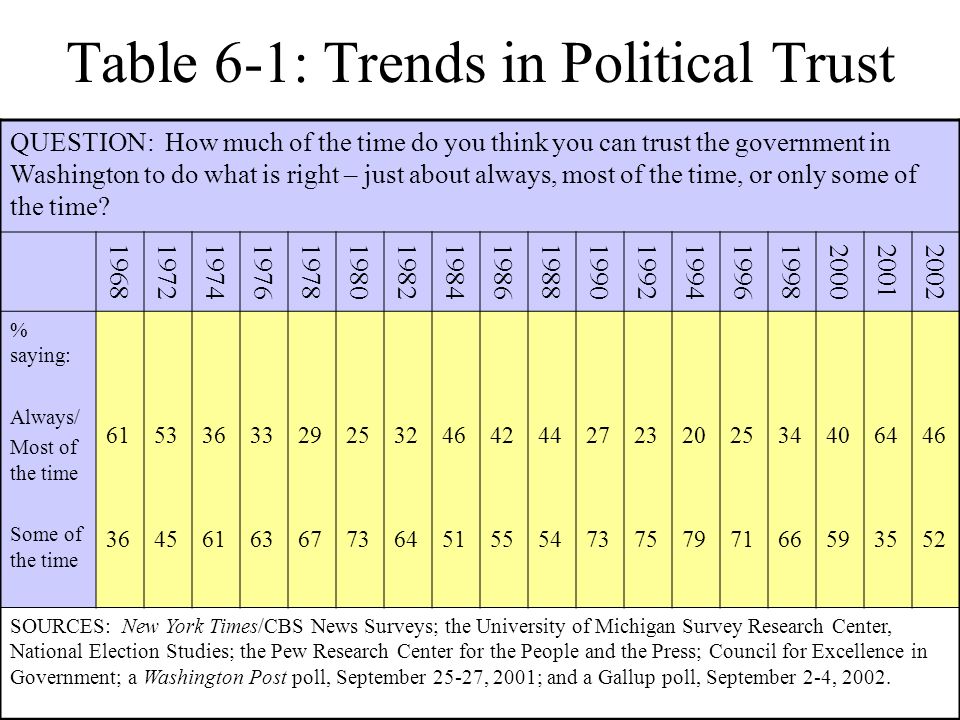 Table 6-1: Trends in Political Trust
QUESTION: How much of the time do you think you can trust the government in
Washington to do what is right – just about always, most of the time, or only some of
the time?
1968 1972 1974 1976 1978 1980 1982 1984 1986 1988 1990 1992 1994 1996 1998 2000 2001 2002
%
saying:
Always/
Most of
the time
61 53 36 33 29 25 32 46 42 44 27 23 20 25 34 40 64 46
Some of
the time
36 45 61 63 67 73 64 51 55 54 73 75 79 71 66 59 35 52
SOURCES: New York Times/CBS News Surveys; the University of Michigan Survey Research Center,
National Election Studies; the Pew Research Center for the People and the Press; Council for Excellence in
Government; a Washington Post poll, September 25-27, 2001; and a Gallup poll, September 2-4, 2002.